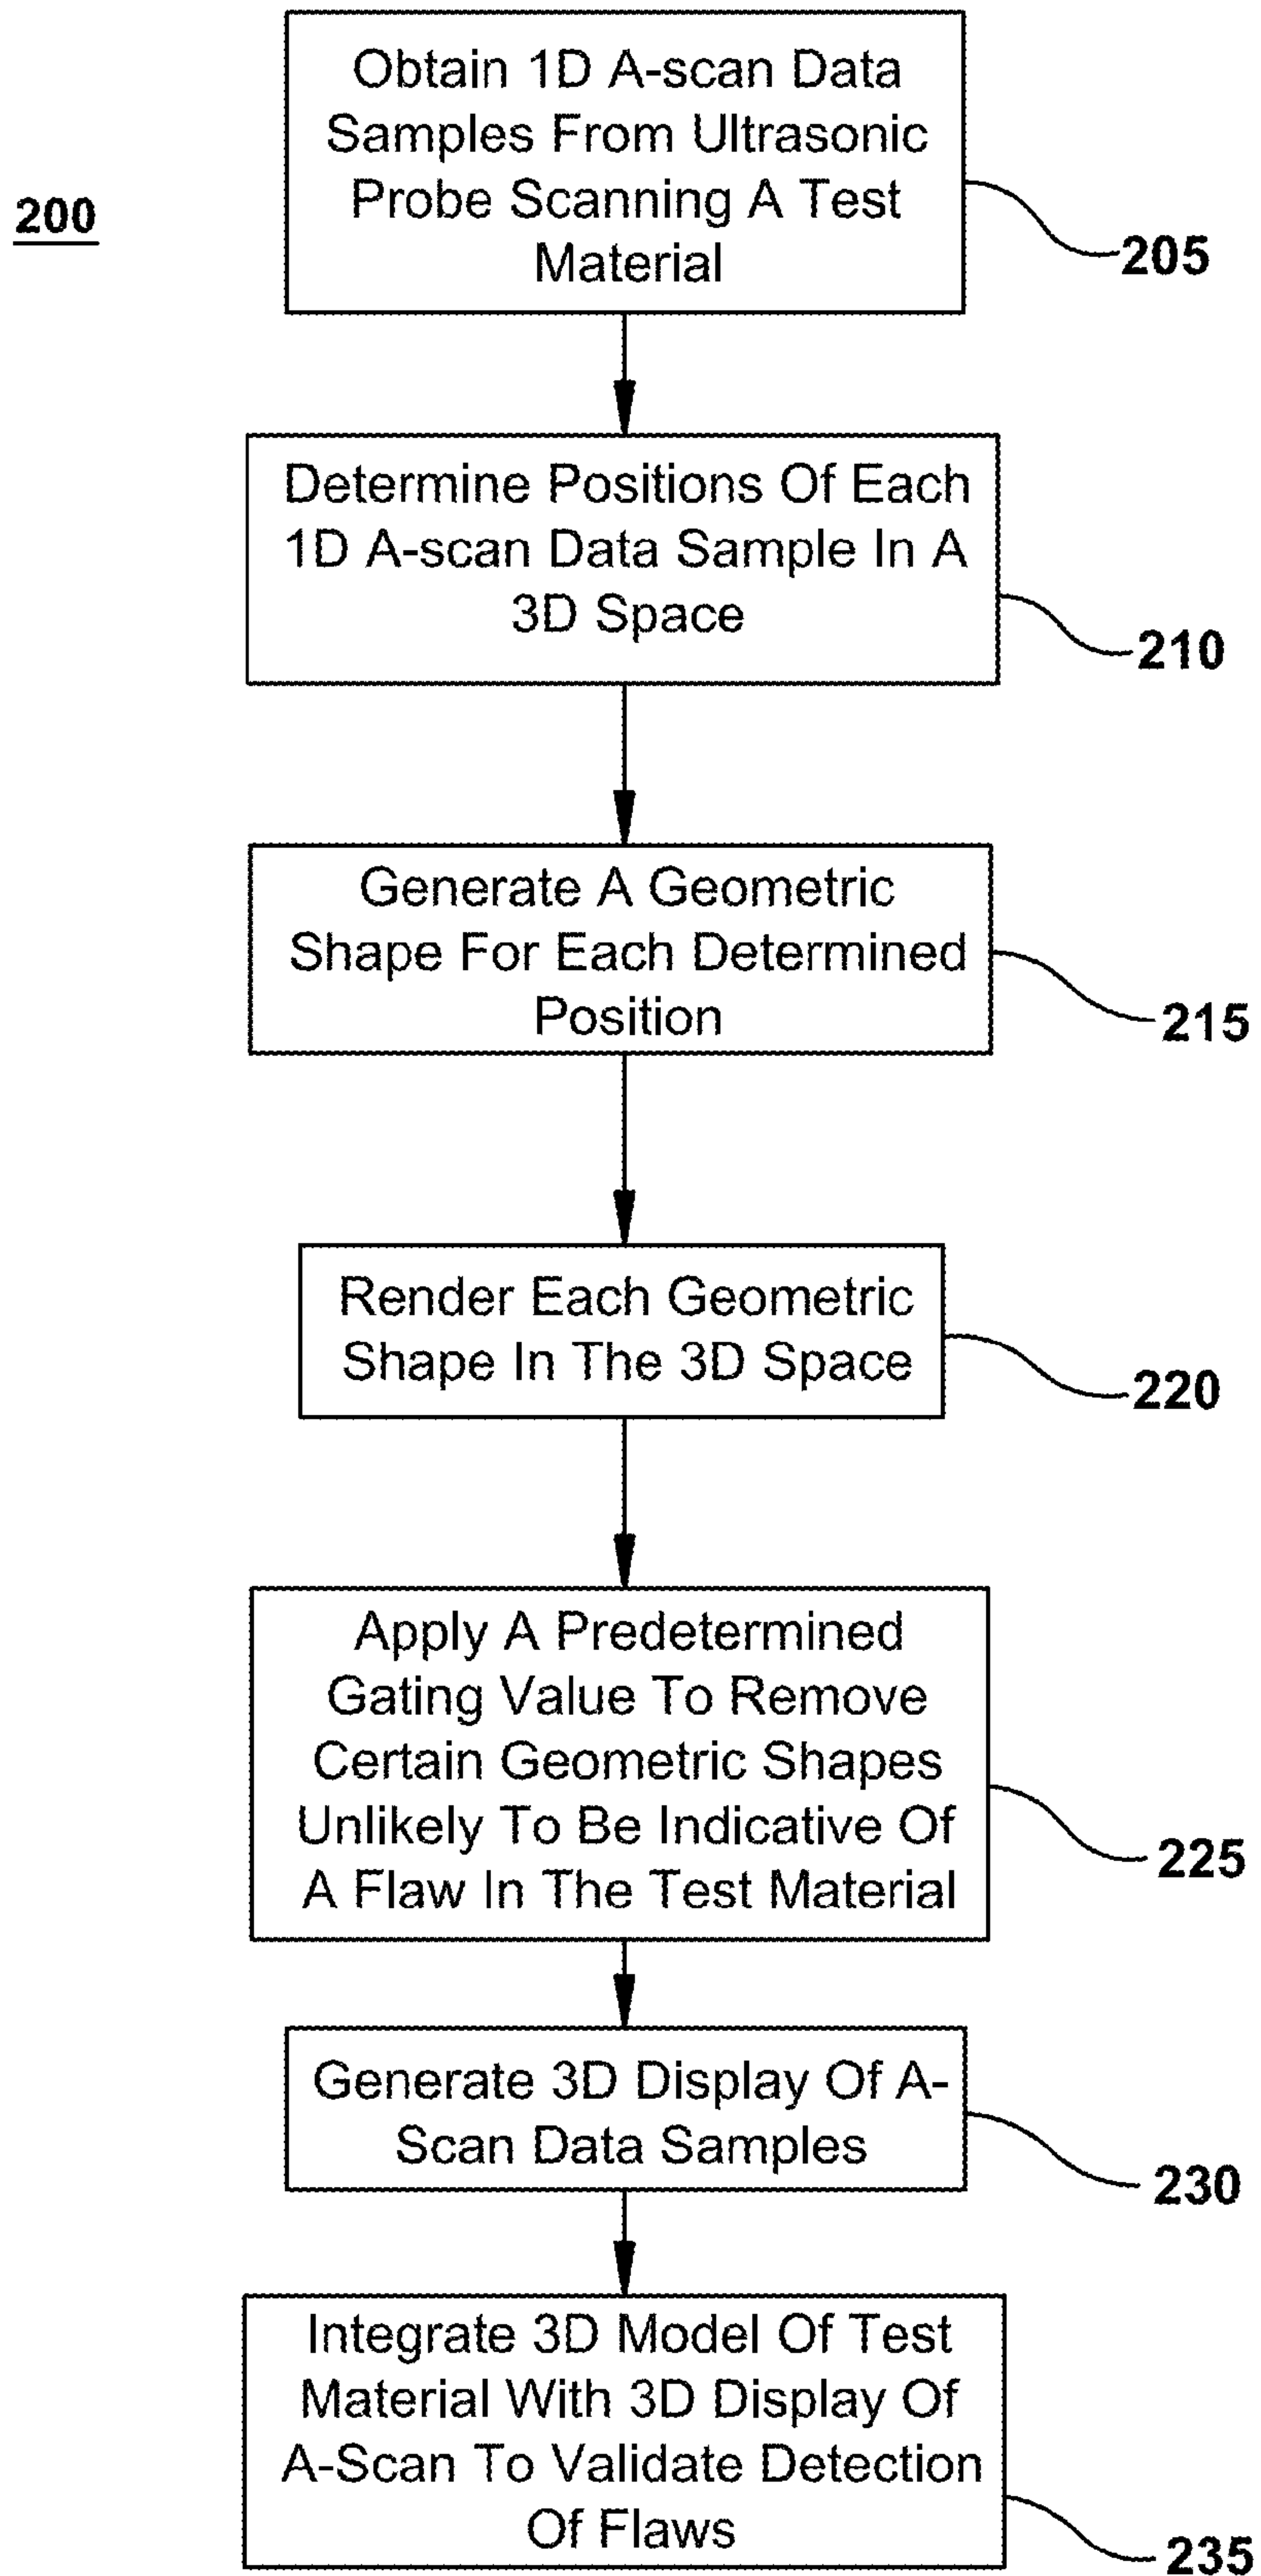 Obtain 1D A-scan Data
Samples From Ultrasonic
Probe Scanning A Test
Material
200
205
Determine Positions Of Each
1D A-scan Data Sample In A
3D Space
210
Generate A Geometric
Shape For Each Determined
Position
215
Render Each Geometric
Shape In The 3D Space
220
Apply A Predetermined
Gating Value To Remove
Certain Geometric Shapes
Unlikely To Be Indicative Of
A Flaw In The Test Material
225
Generate 3D Display Of A-
Scan Data Samples
230
Integrate 3D Model Of Test
Material With 3D Display Of
A-Scan To Validate Detection
Of Flaws
235